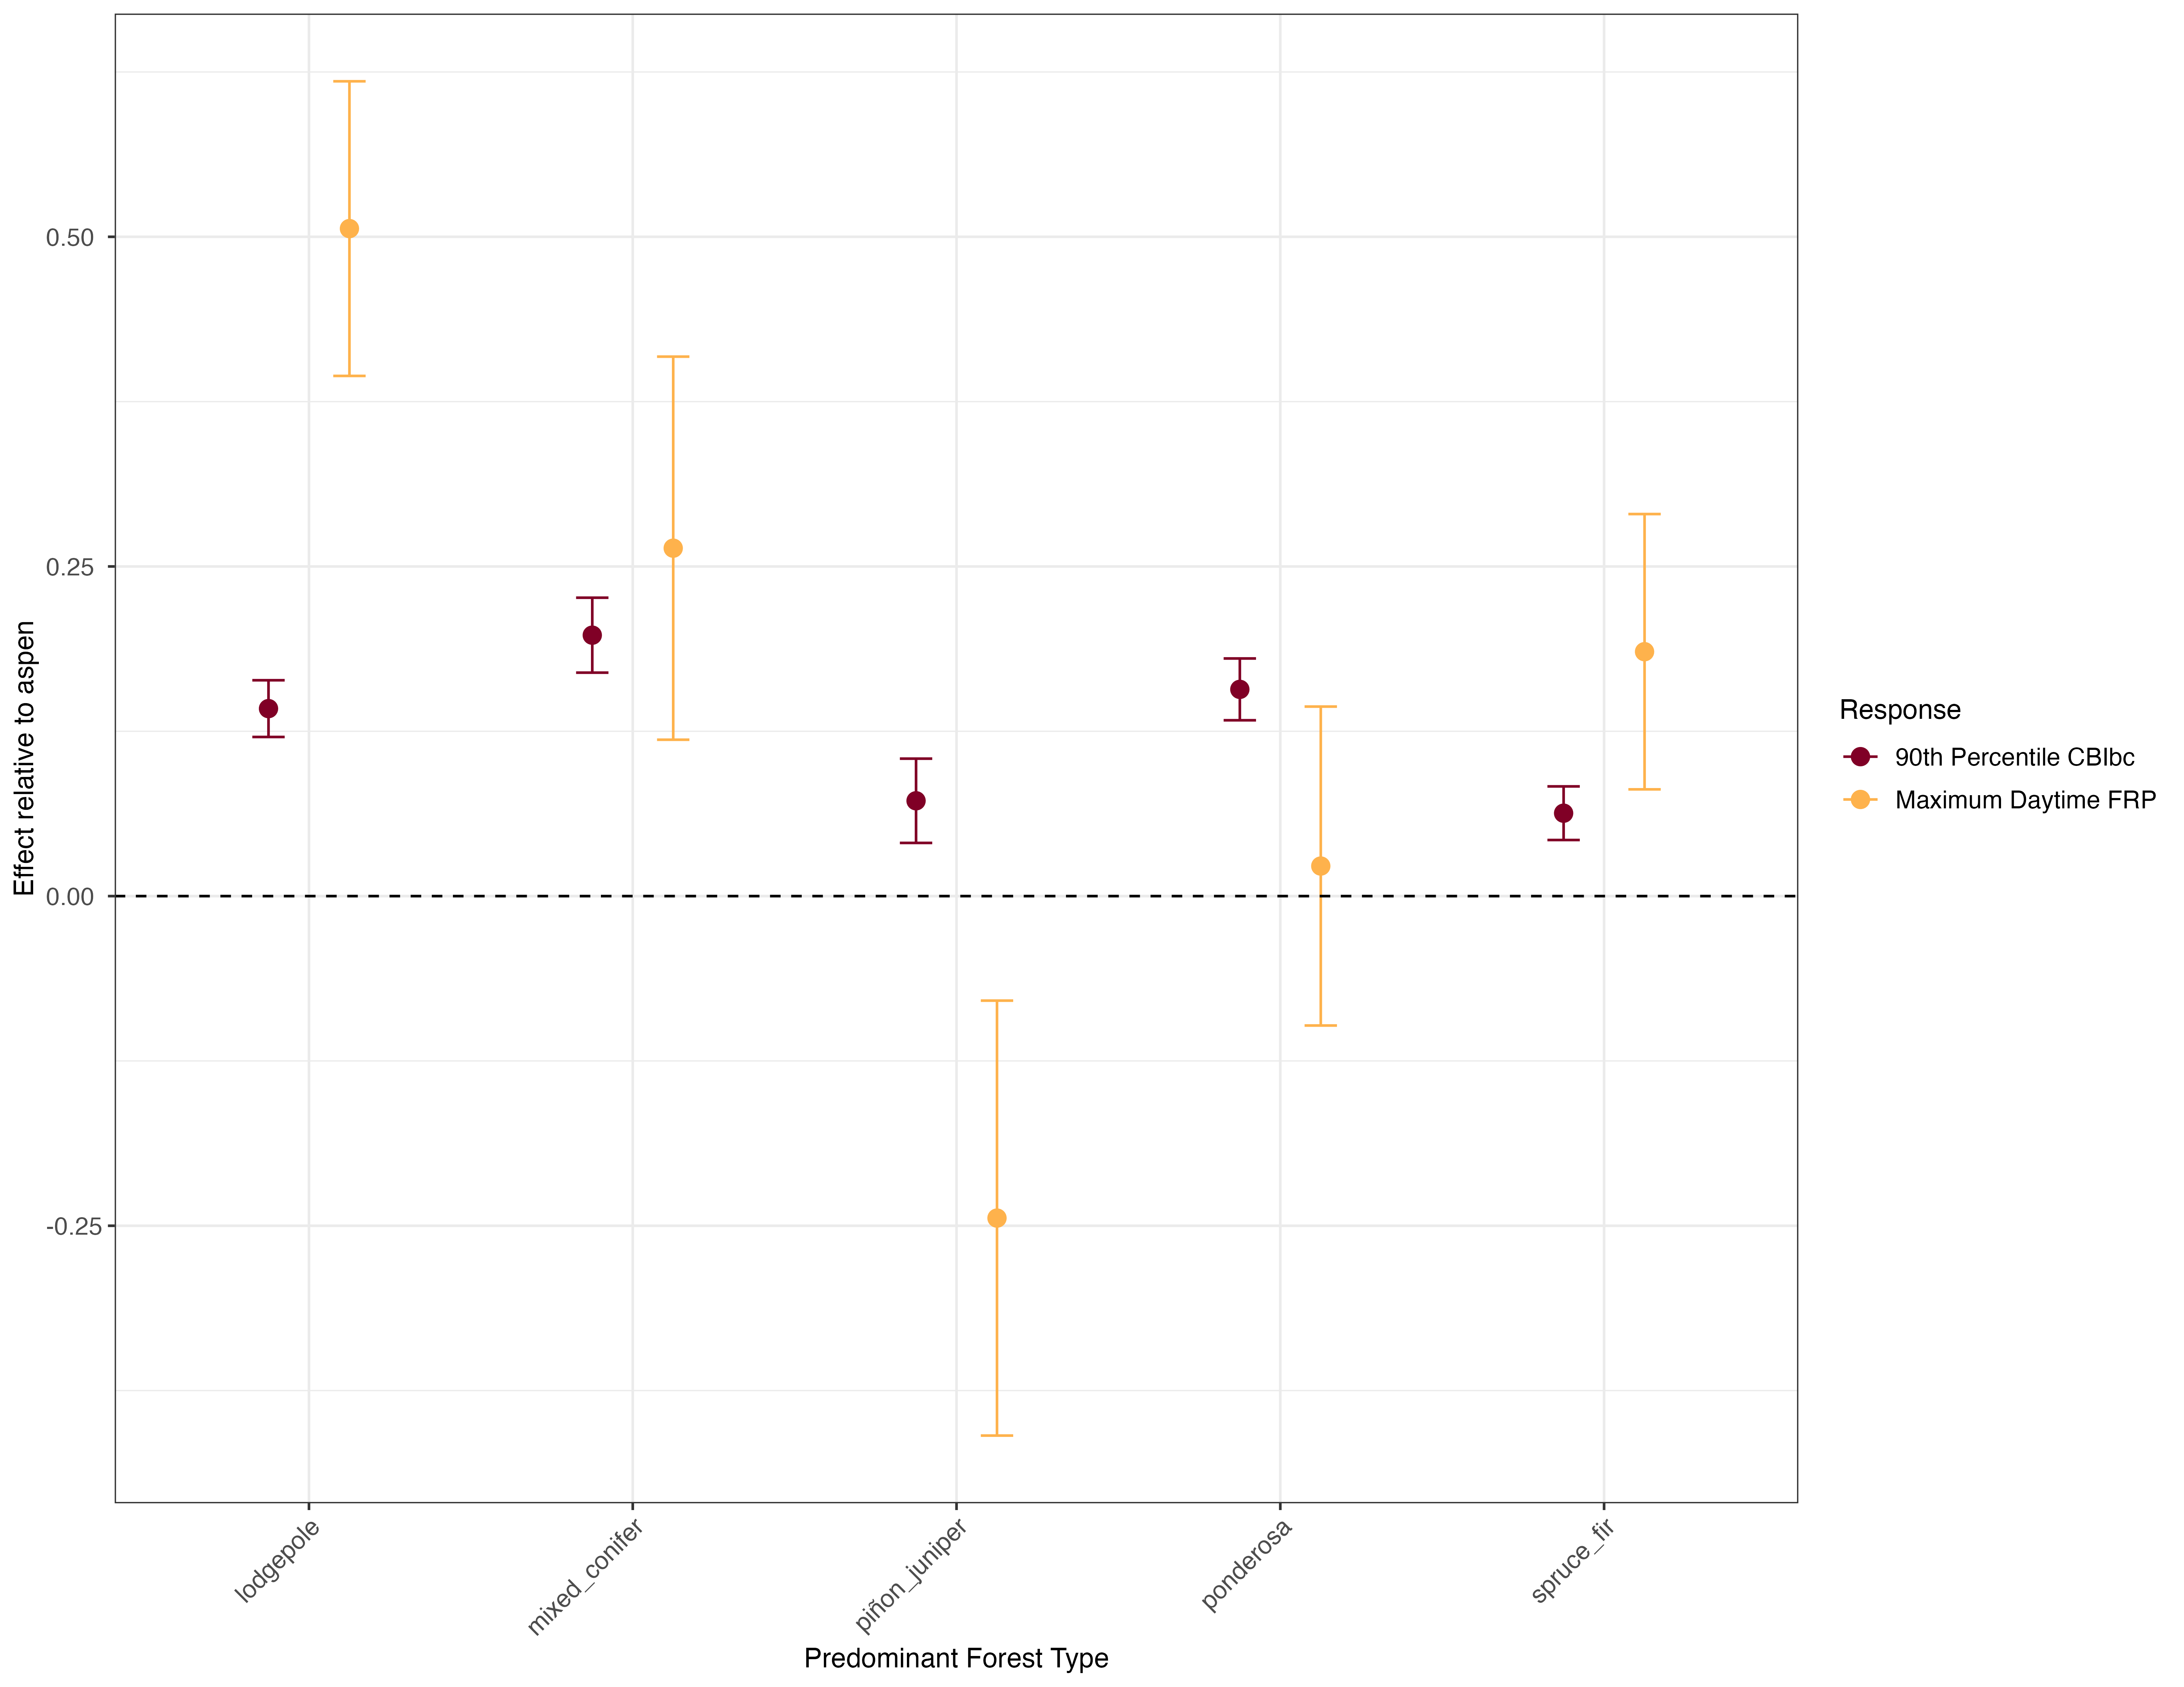 Effect relative to aspen
0.50
0.25
0.00
-0.25
lodgepole
mixed_conifer
piñon_juniper
ponderosa
spruce_fir
Predominant Forest Type
Response
90th Percentile CBIbc
Maximum Daytime FRP